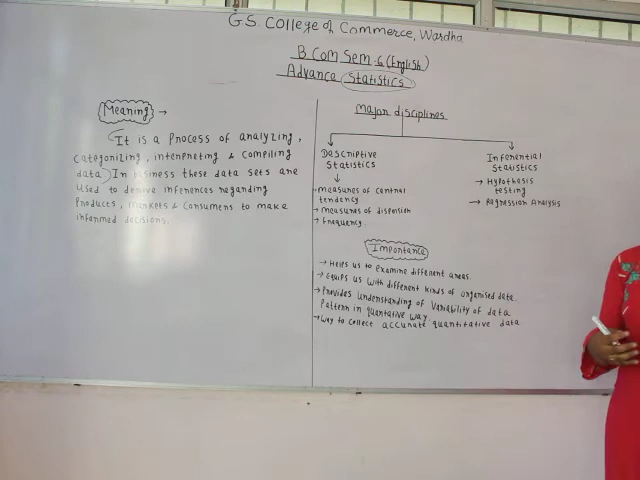 G.S. College of Commerce, Wardha
B.Com Sem-6 (English)
Advance Statistics
Meaning →
It is a Process of analyzing,
categorizing, interpreting & compiling
data. In business these data sets are
used to derive inferences regarding
Products, markets & consumers to make
informed decisions.
Major disciplines
Descriptive
Statistics
- measures of central
tendency
→ measures of dispersion
→ Frequency.
Inferential
Statistics
→ Hypothesis
testing
→ Regression Analysis
Importance
→ Helps us to examine different areas.
→ Equips us with different kinds of organised data.
→ Provides understanding of variability of data
Pattern in quantative way.
→ Way to collect accurate quantitative data